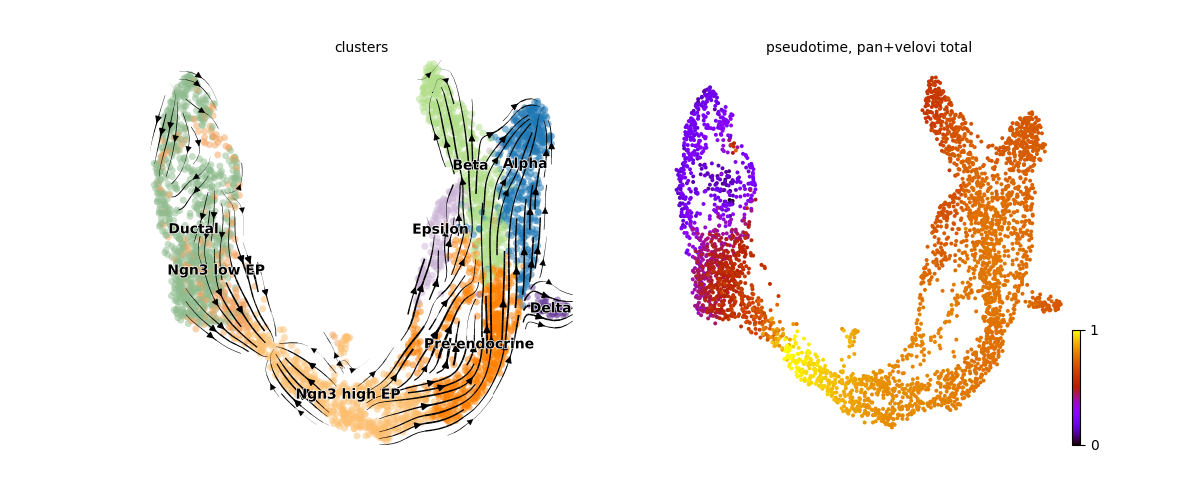 clusters
Beta
Alpha
Ductal
Epsilon
Ngn3 low EP
Delta
Pre-endocrine
Ngn3 high EP
pseudotime, pan+velovi total
1
0